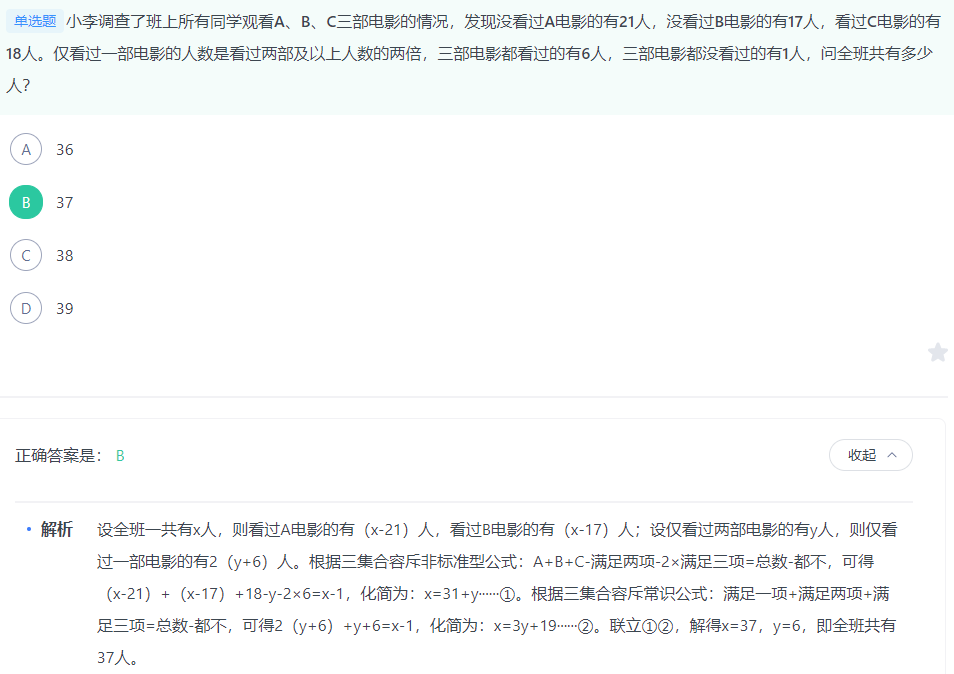 单选题 小李调查了班上所有同学观看A、B、C三部电影的情况，发现没看过A电影的有21人，没看过B电影的有17人，看过C电影的有
18人。仅看过一部电影的人数是看过两部及以上人数的两倍，三部电影都看过的有6人，三部电影都没看过的有1人，问全班共有多少
人？
A 36
B 37
C 38
D 39
正确答案是： B
收起
• 解析 设全班一共有x人，则看过A电影的有（x-21）人，看过B电影的有（x-17）人；设仅看过两部电影的有y人，则仅看
过一部电影的有2（y+6）人。根据三集合容斥非标准型公式：A+B+C-满足两项-2×满足三项=总数-都不，可得
（x-21）+（x-17）+18-y-2×6=x-1，化简为：x=31+y······①。根据三集合容斥常识公式：满足一项+满足两项+满
足三项=总数-都不，可得2（y+6）+y+6=x-1，化简为：x=3y+19······②。联立①②，解得x=37，y=6，即全班共有
37人。